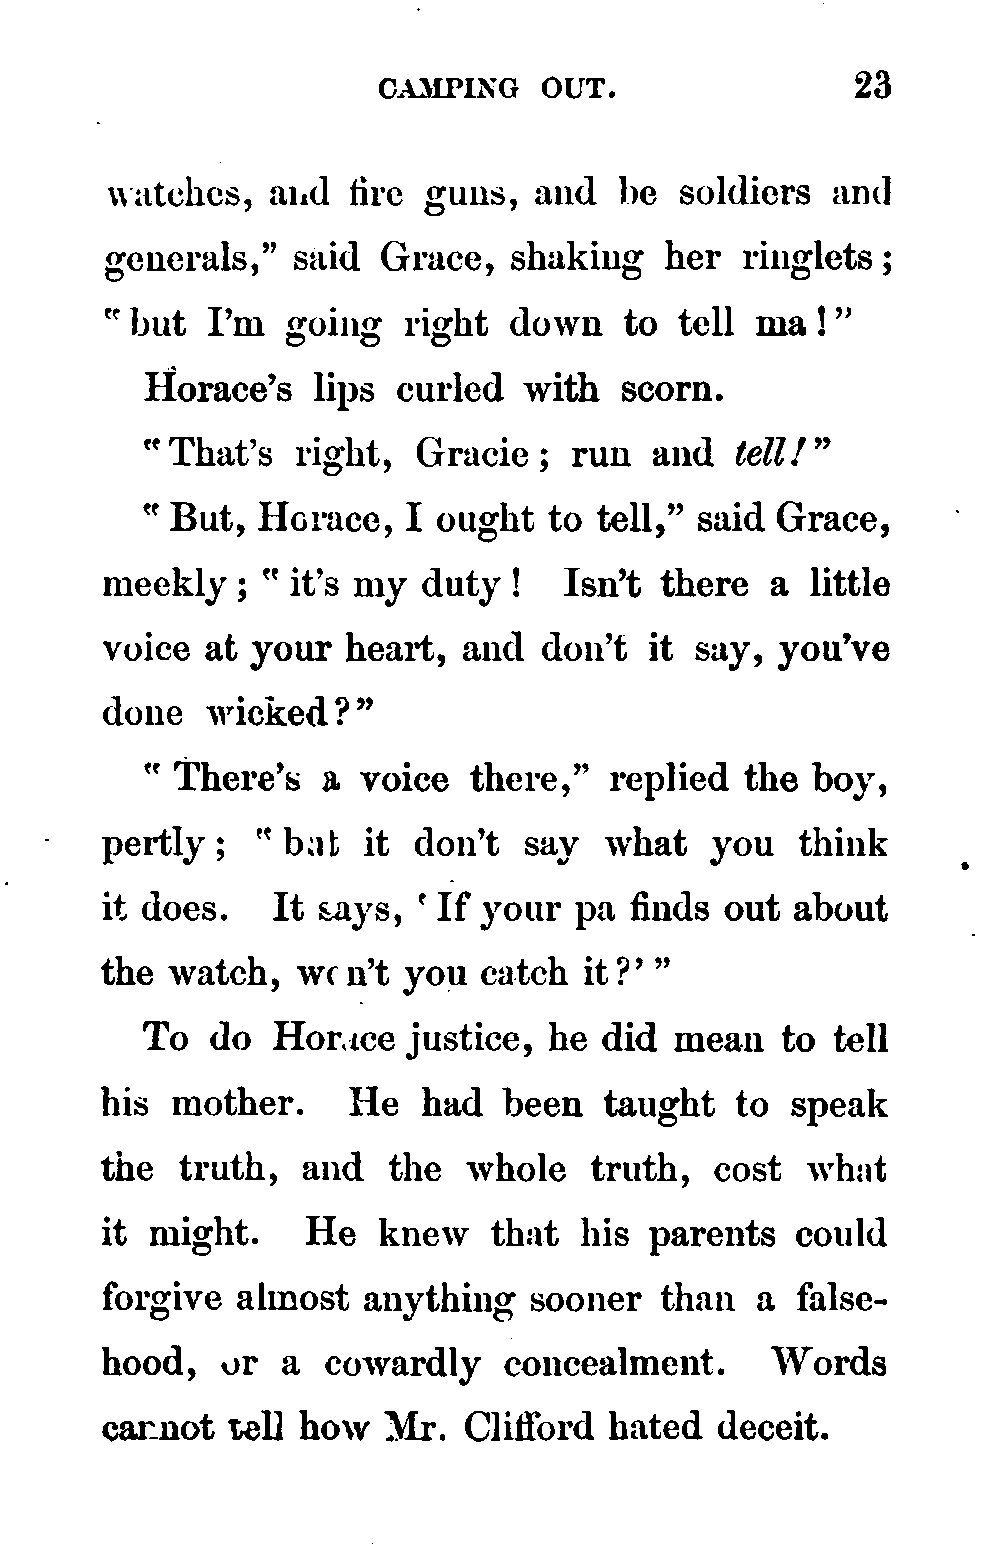 CAMPING OUT. 23
watches, and fire guns, and be soldiers and
generals,” said Grace, shaking her ringlets;
“but I’m going right down to tell ma!”
Horace’s lips curled with scorn.
“That’s right, Gracie; run and tell!”
“But, Horace, I ought to tell,” said Grace,
meekly; “it’s my duty! Isn’t there a little
voice at your heart, and don’t it say, you’ve
done wicked?”
“There’s a voice there,” replied the boy,
pertly; “but it don’t say what you think
it does. It says, ‘If your pa finds out about
the watch, won’t you catch it?’”
To do Horace justice, he did mean to tell
his mother. He had been taught to speak
the truth, and the whole truth, cost what
it might. He knew that his parents could
forgive almost anything sooner than a false-
hood, or a cowardly concealment. Words
cannot tell how Mr. Clifford hated deceit.